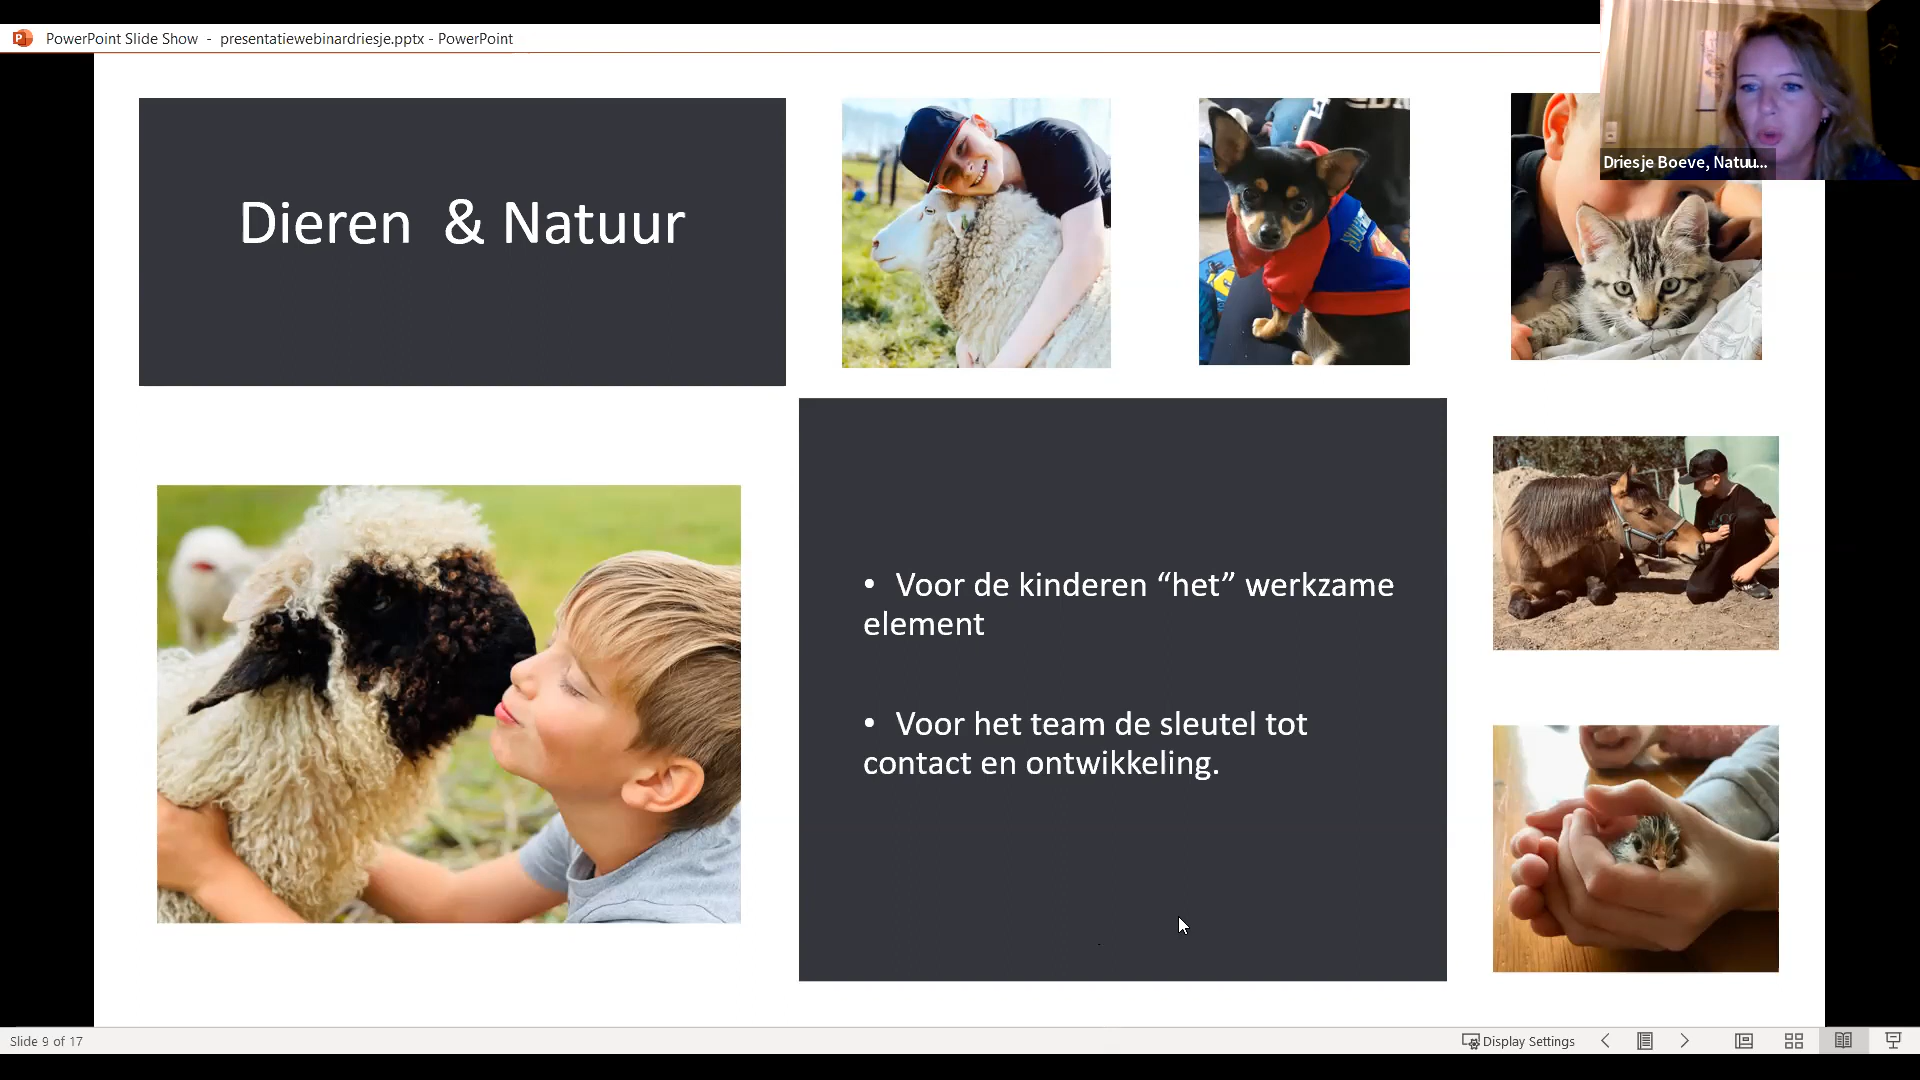 PowerPoint Slide Show - presentatiewebinardriesje.pptx - PowerPoint
Driesje Boeve, Natuu...
Dieren & Natuur
• Voor de kinderen “het” werkzame
element
• Voor het team de sleutel tot
contact en ontwikkeling.
Slide 9 of 17
Display Settings